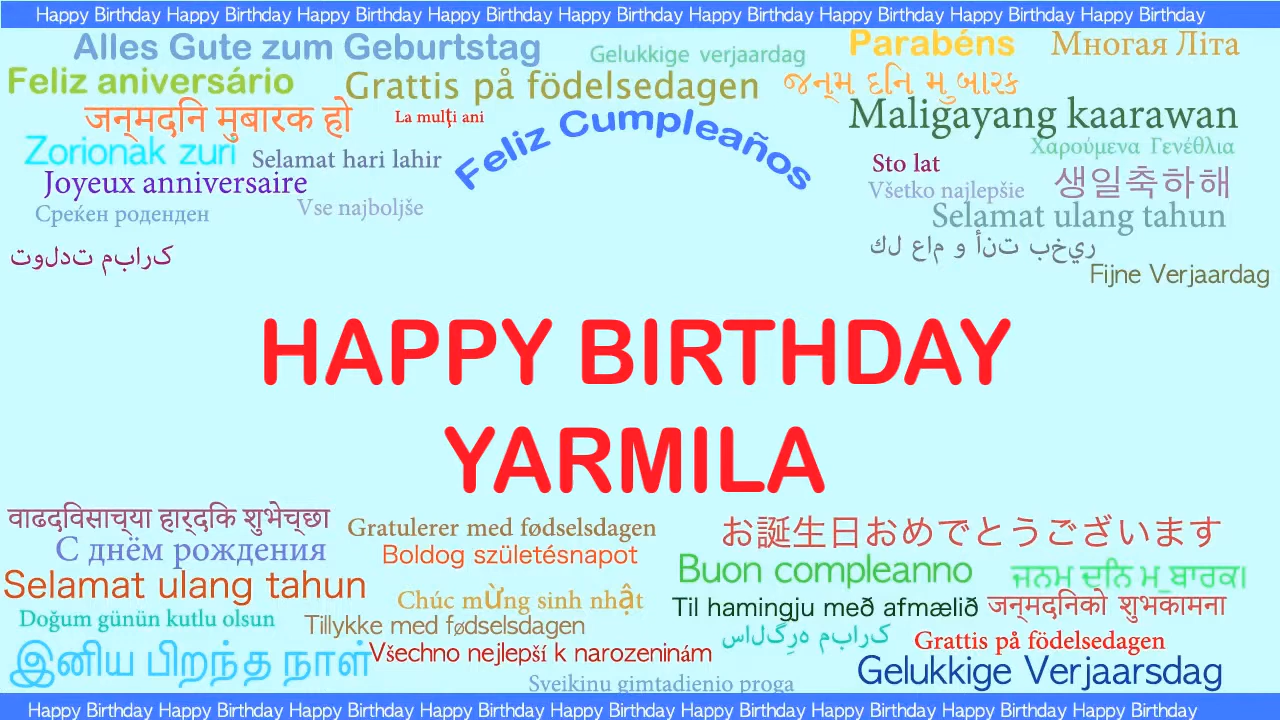 Happy Birthday Happy Birthday Happy Birthday Happy Birthday Happy Birthday Happy Birthday Happy Birthday Happy Birthday Happy Birthday
Alles Gute zum Geburtstag
Gelukkige verjaardag
Parabéns
Многая Літа
Feliz aniversário
Grattis på födelsedagen
જન્મ દિન મુબારક
जन्मदिन मुबारक हो
La mulți ani
Feliz Cumpleaños
Maligayang kaarawan
Χαρούμενα Γενέθλια
Zorionak zuri
Selamat hari lahir
Sto lat
Joyeux anniversaire
Všetko najlepšie
생일축하해
Среќен роденден
Vse najboljše
Selamat ulang tahun
تولدت مبارک
كل عام و أنت بخير
Fijne Verjaardag
HAPPY BIRTHDAY
YARMILA
वाढदिवसाच्या हार्दिक शुभेच्छा
Gratulerer med fødselsdagen
お誕生日おめでとうございます
С днём рождения
Boldog születésnapot
Buon compleanno
ਜਨਮ ਦਿਨ ਮੁਬਾਰਕ।
Selamat ulang tahun
Chúc mừng sinh nhật
Til hamingju með afmælið
जन्मदिनको शुभकामना
Doğum günün kutlu olsun
Tillykke med fødselsdagen
سالگرہ مبارک
Grattis på födelsedagen
இனிய பிறந்த நாள்
Všechno nejlepší k narozeninám
Gelukkige Verjaarsdag
Sveikinu gimtadienio proga
Happy Birthday Happy Birthday Happy Birthday Happy Birthday Happy Birthday Happy Birthday Happy Birthday Happy Birthday Happy Birthday